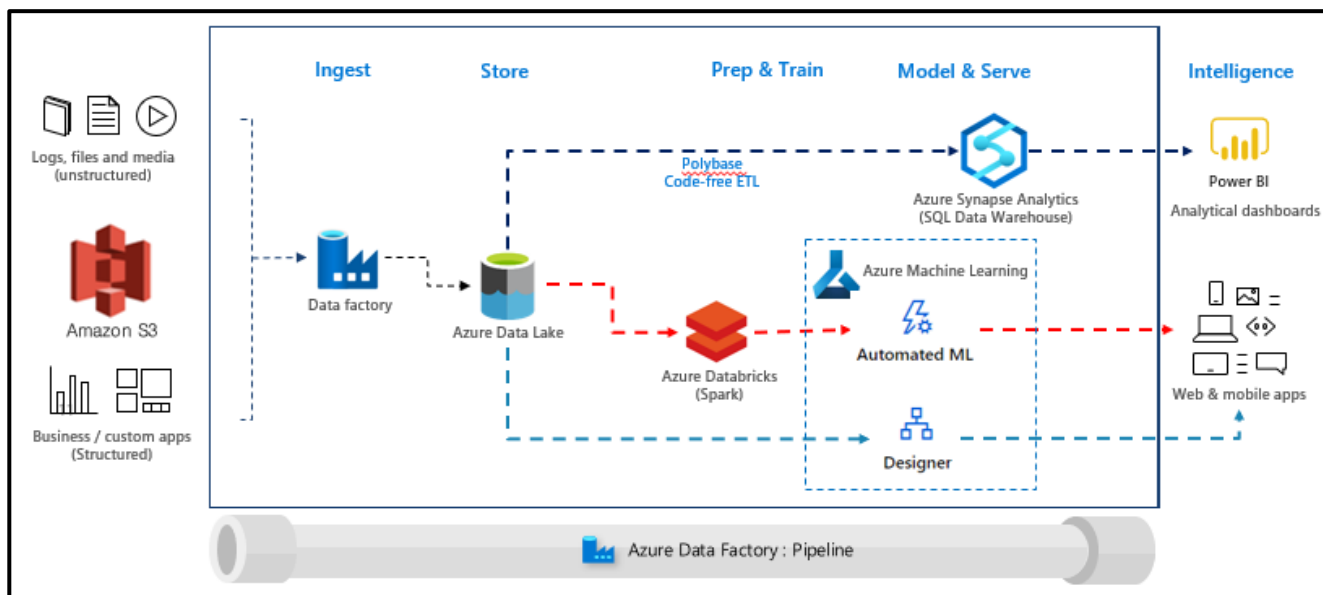 Ingest
Store
Prep & Train
Model & Serve
Intelligence
Logs, files and media
(unstructured)
Amazon S3
Business / custom apps
(Structured)
Data factory
Azure Data Lake
Polybase
Code-free ETL
Azure Databricks
(Spark)
Azure Synapse Analytics
(SQL Data Warehouse)
Azure Machine Learning
Automated ML
Designer
Power BI
Analytical dashboards
Web & mobile apps
Azure Data Factory : Pipeline